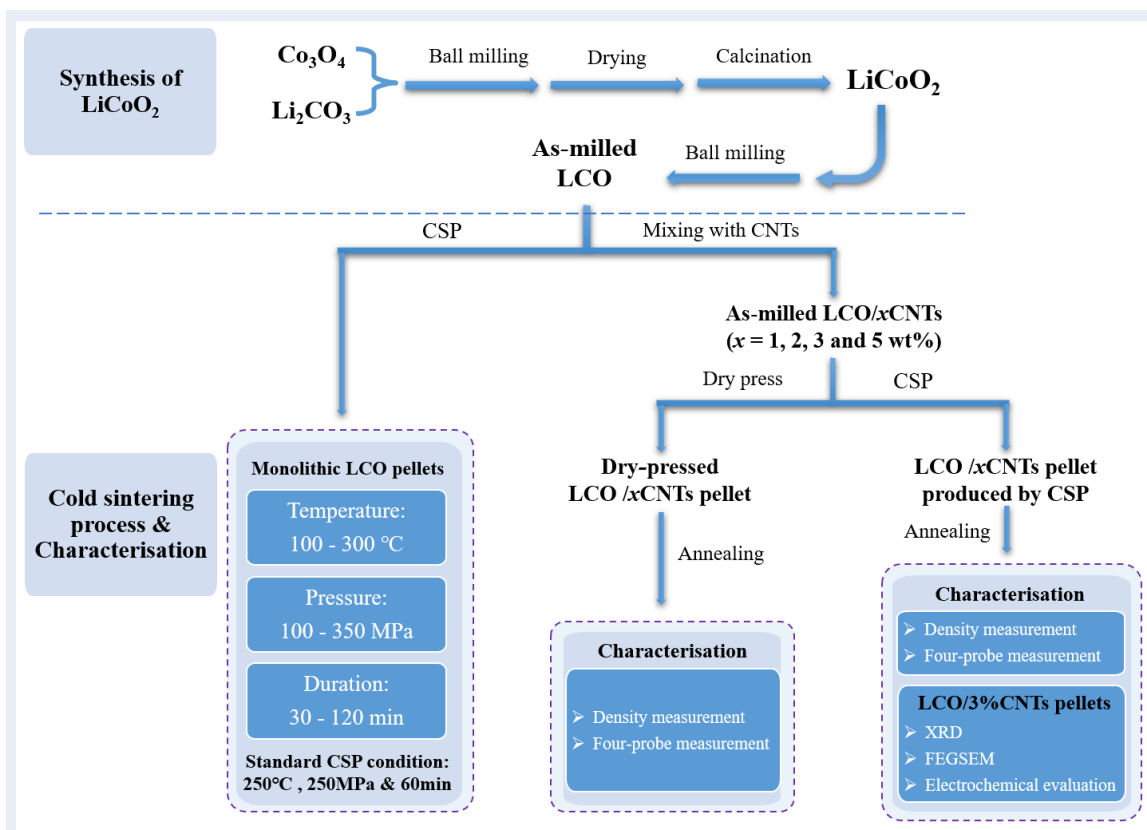 Synthesis of
LiCoO₂
Co₃O₄
Li₂CO₃
Ball milling
Drying
Calcination
LiCoO₂
Ball milling
As-milled
LCO
CSP
Mixing with CNTs
As-milled LCO/xCNTs
(x = 1, 2, 3 and 5 wt%)
Dry press
CSP
Cold sintering
process &
Characterisation
Monolithic LCO pellets
Temperature:
100 - 300 ℃
Pressure:
100 - 350 MPa
Duration:
30 - 120 min
Standard CSP condition:
250℃ , 250MPa & 60min
Dry-pressed
LCO /xCNTs pellet
Annealing
Characterisation
➢ Density measurement
➢ Four-probe measurement
LCO /xCNTs pellet
produced by CSP
Annealing
Characterisation
➢ Density measurement
➢ Four-probe measurement
LCO/3%CNTs pellets
➢ XRD
➢ FEGSEM
➢ Electrochemical evaluation